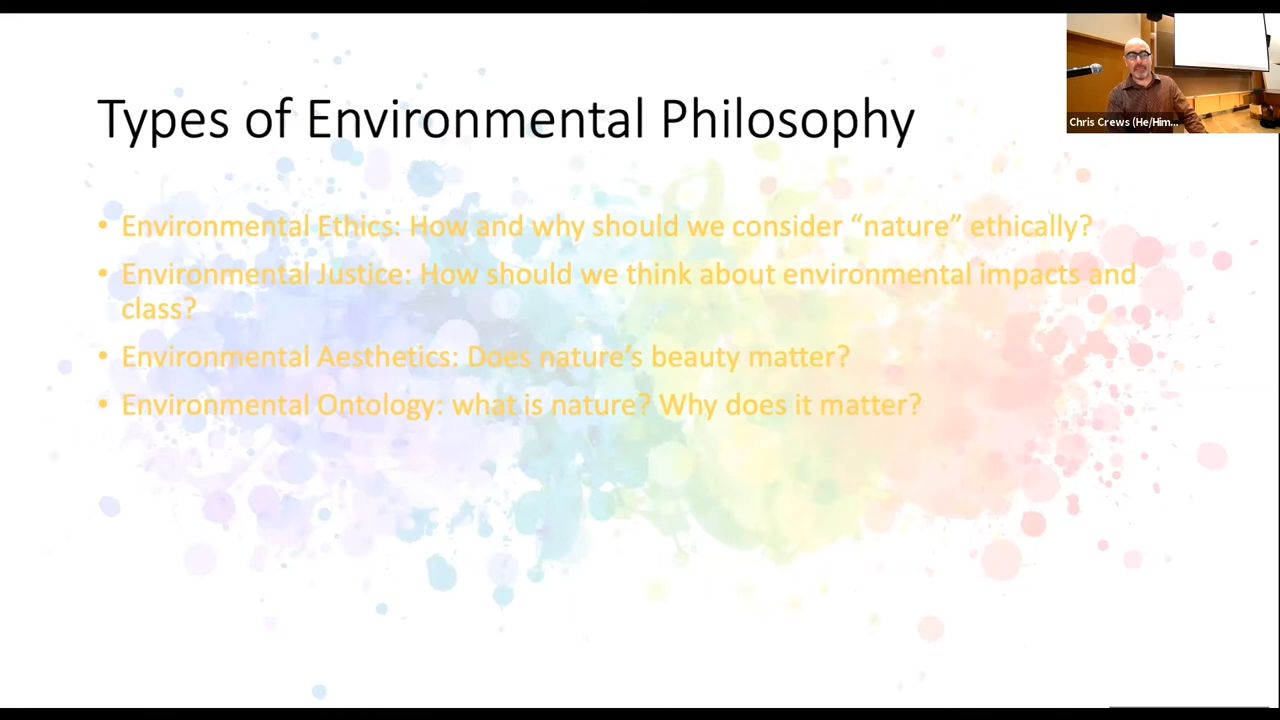 Types of Environmental Philosophy
Chris Crews (He/Him...
• Environmental Ethics: How and why should we consider “nature” ethically?
• Environmental Justice: How should we think about environmental impacts and
class?
• Environmental Aesthetics: Does nature’s beauty matter?
• Environmental Ontology: what is nature? Why does it matter?